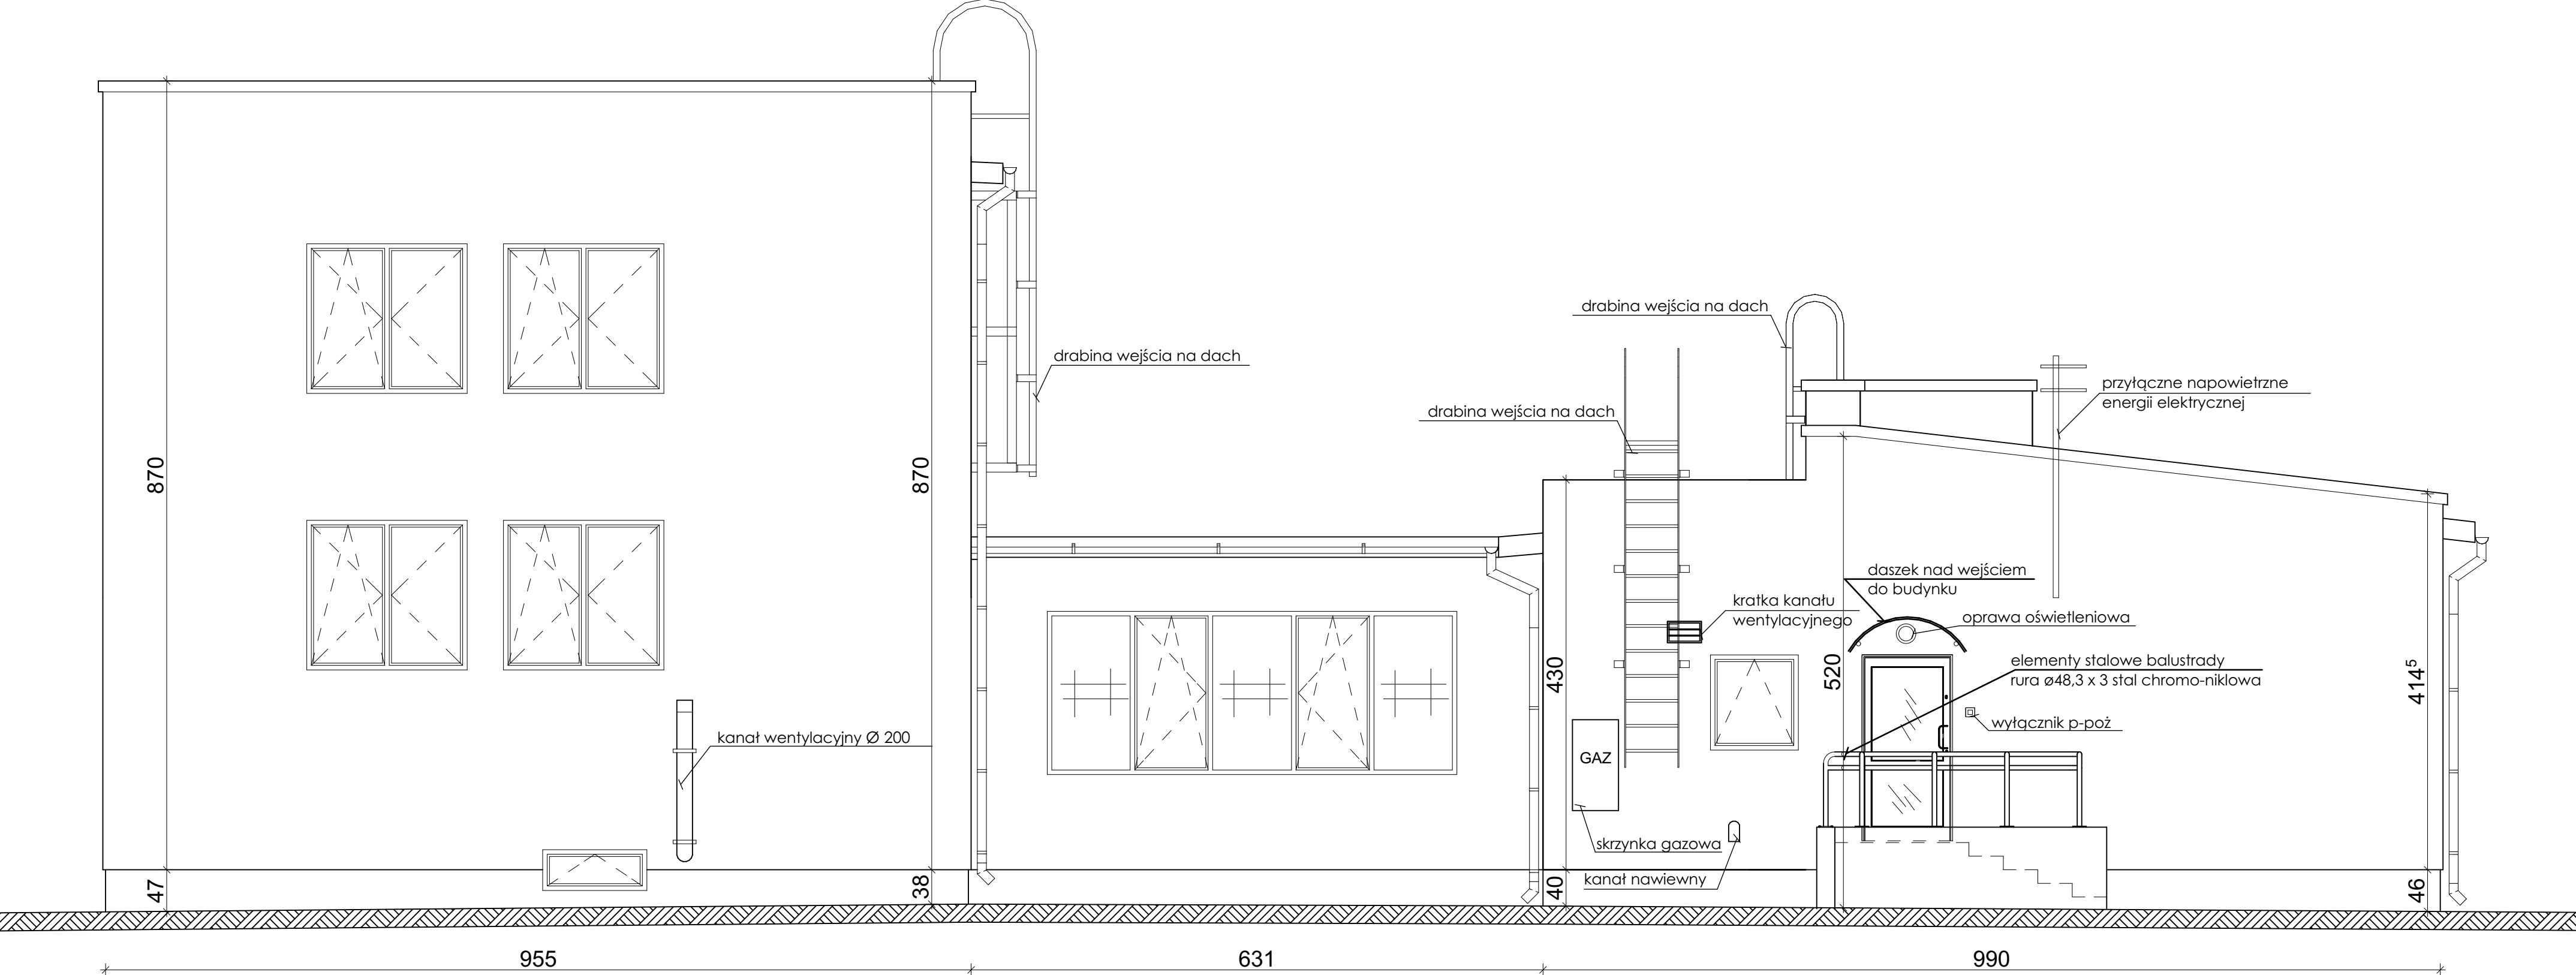 drabina wejścia na dach
drabina wejścia na dach
drabina wejścia na dach
przyłączne napowietrzne
energii elektrycznej
870
870
daszek nad wejściem
do budynku
kratka kanału
wentylacyjnego
oprawa oświetleniowa
430
520
elementy stalowe balustrady
rura ø48,3 x 3 stal chromo-niklowa
414⁵
wyłącznik p-poż
kanał wentylacyjny Ø 200
GAZ
skrzynka gazowa
kanał nawiewny
47
38
40
46
955
631
990